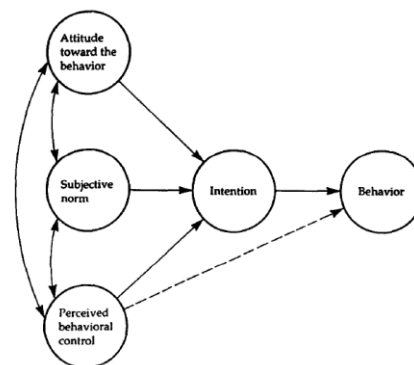 Attitude
toward the
behavior
Subjective
norm
Intention
Behavior
Perceived
behavioral
control